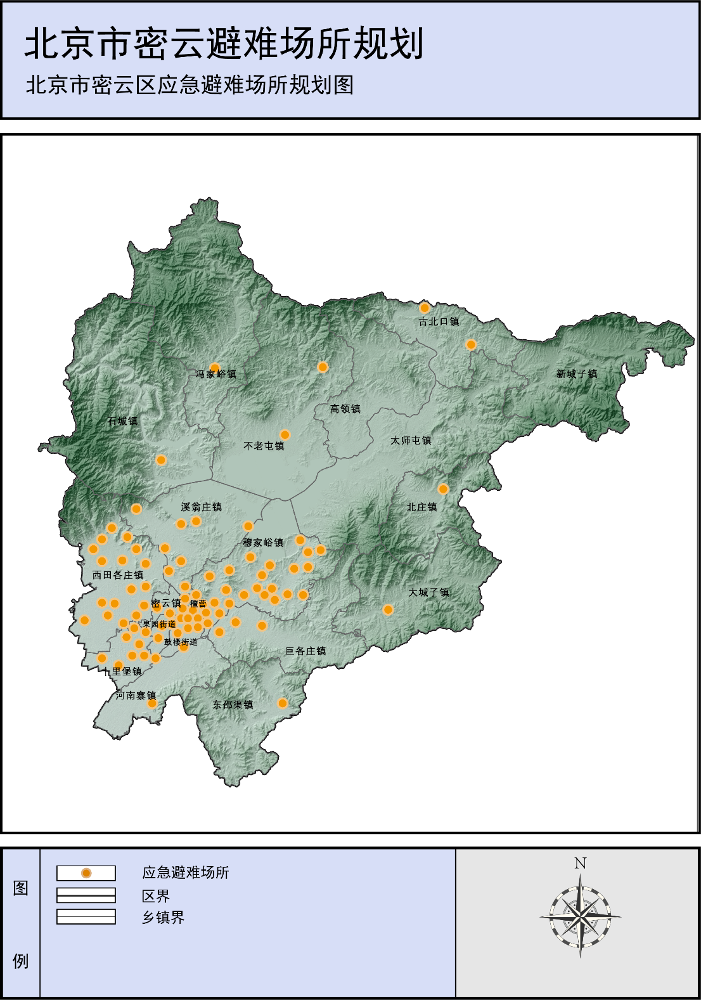 北京市密云避难场所规划
北京市密云区应急避难场所规划图
古北口镇
冯家峪镇
新城子镇
高领镇
石城镇
太师屯镇
不老屯镇
溪翁庄镇
北庄镇
穆家峪镇
西田各庄镇
大城子镇
密云镇
檀营
果园街道
鼓楼街道
巨各庄镇
十里堡镇
河南寨镇
东邵渠镇
图
例
应急避难场所
区界
乡镇界
N